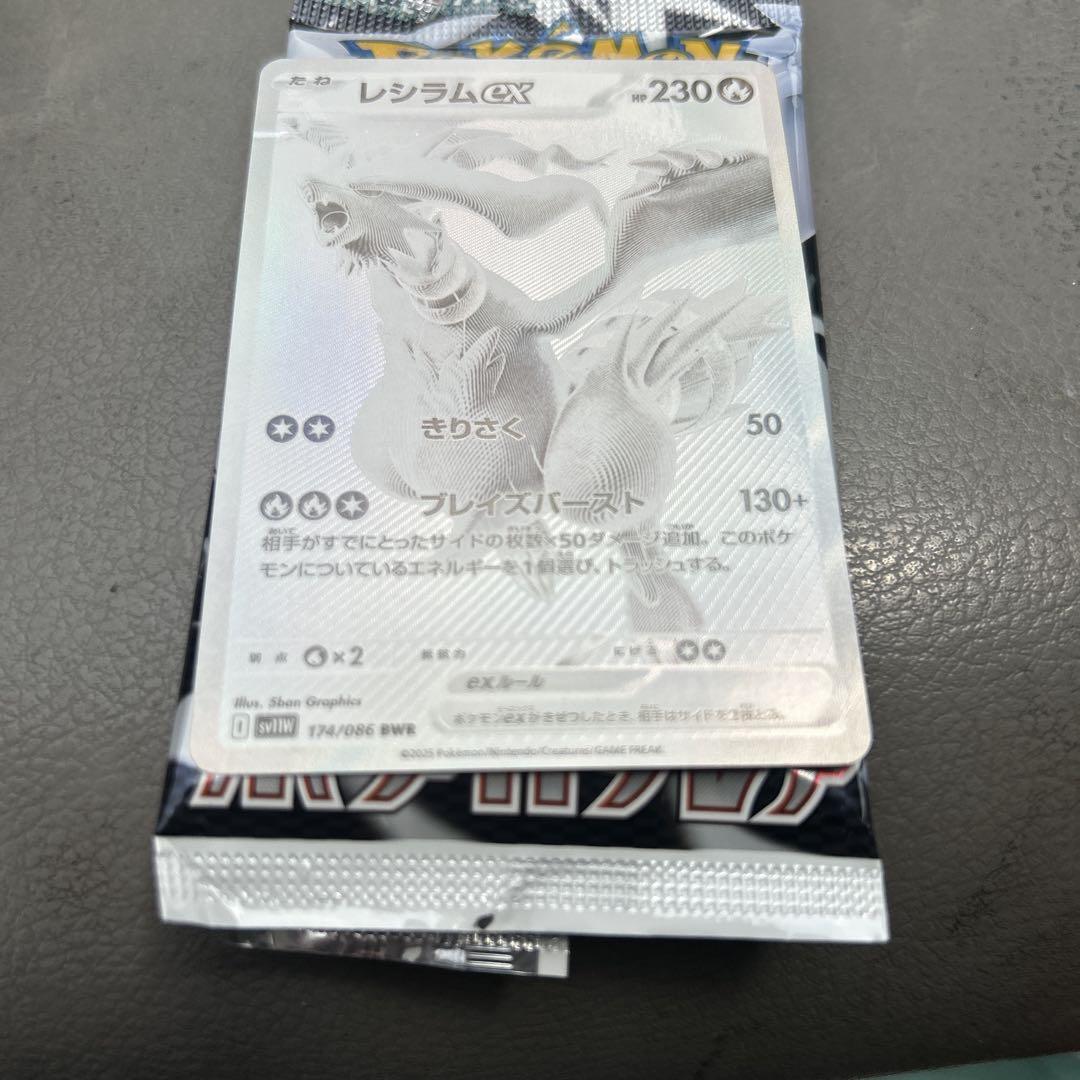 Pokémon
たね レシラムex HP230
きりさく 50
ブレイズバースト 130+
相手がすでにとったサイドの枚数×50ダメージ追加。このポケ
モンについているエネルギーを1個選び、トラッシュする。
弱点 ×2 抵抗力 にげる
exルール
ポケモンexがきぜつしたとき、相手はサイドを2枚とる。
Illus. 5ban Graphics
I sv11W 174/086 BWR
©2025 Pokémon/Nintendo/Creatures/GAME FREAK.